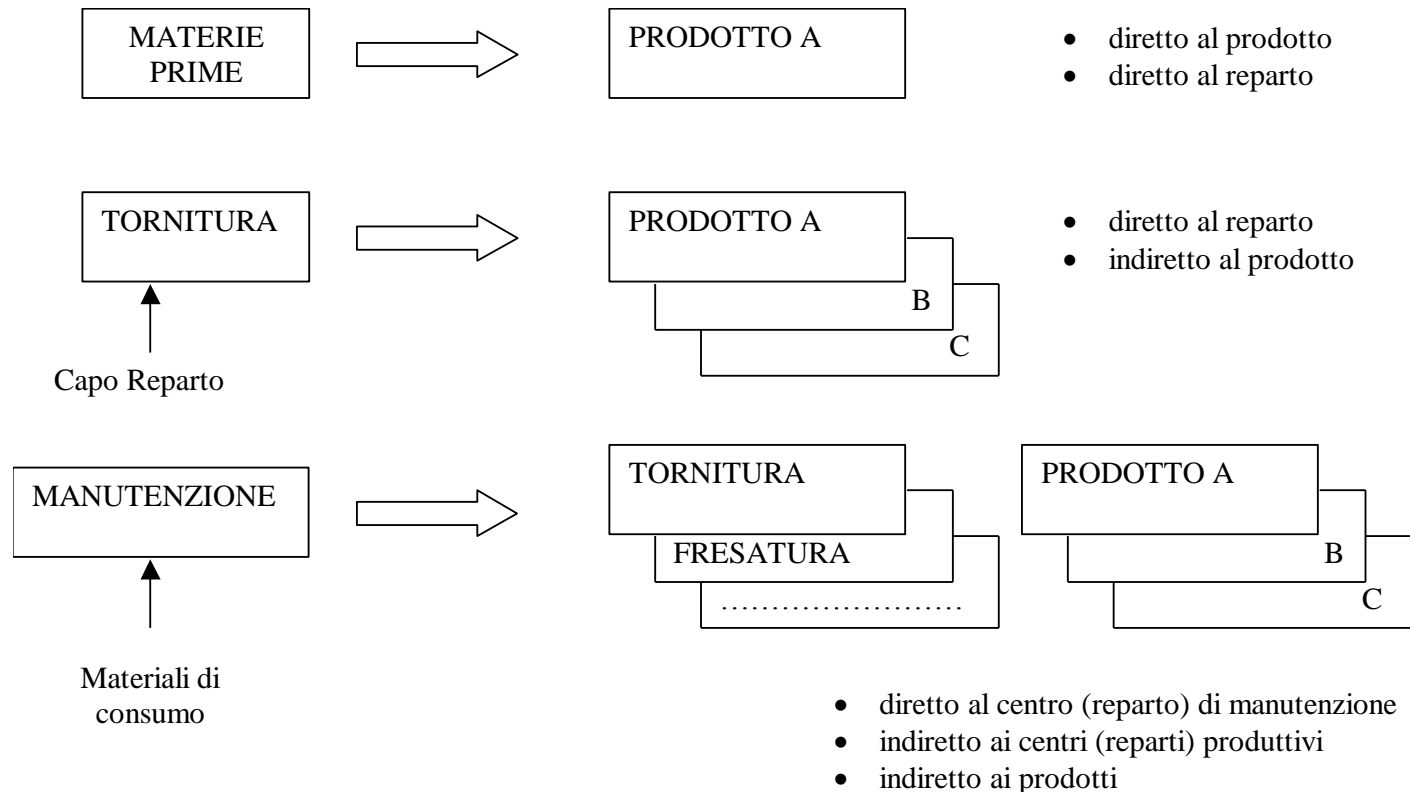 MATERIE
PRIME
PRODOTTO A
• diretto al prodotto
• diretto al reparto
TORNITURA
PRODOTTO A
B
C
• diretto al reparto
• indiretto al prodotto
Capo Reparto
MANUTENZIONE
TORNITURA
FRESATURA
……………………
PRODOTTO A
B
C
Materiali di
consumo
• diretto al centro (reparto) di manutenzione
• indiretto ai centri (reparti) produttivi
• indiretto ai prodotti